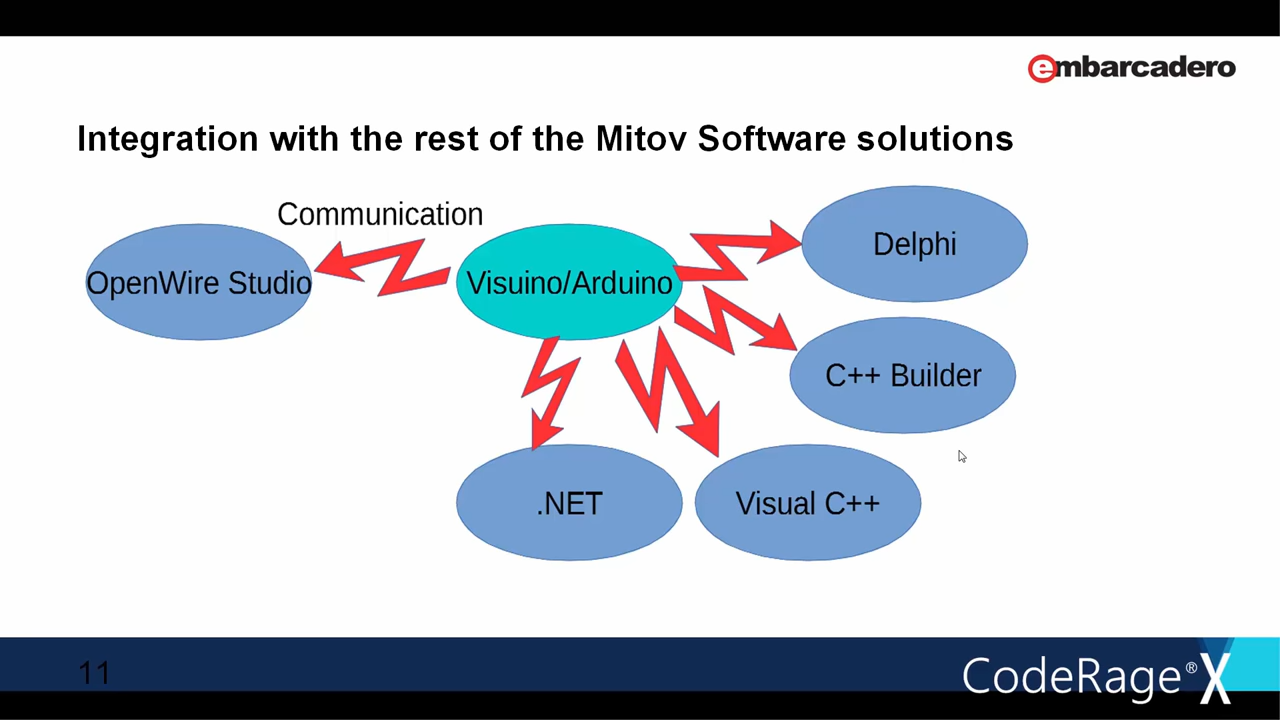 embarcadero
Integration with the rest of the Mitov Software solutions
Communication
OpenWire Studio
Visuino/Arduino
Delphi
C++ Builder
.NET
Visual C++
11
CodeRage® X